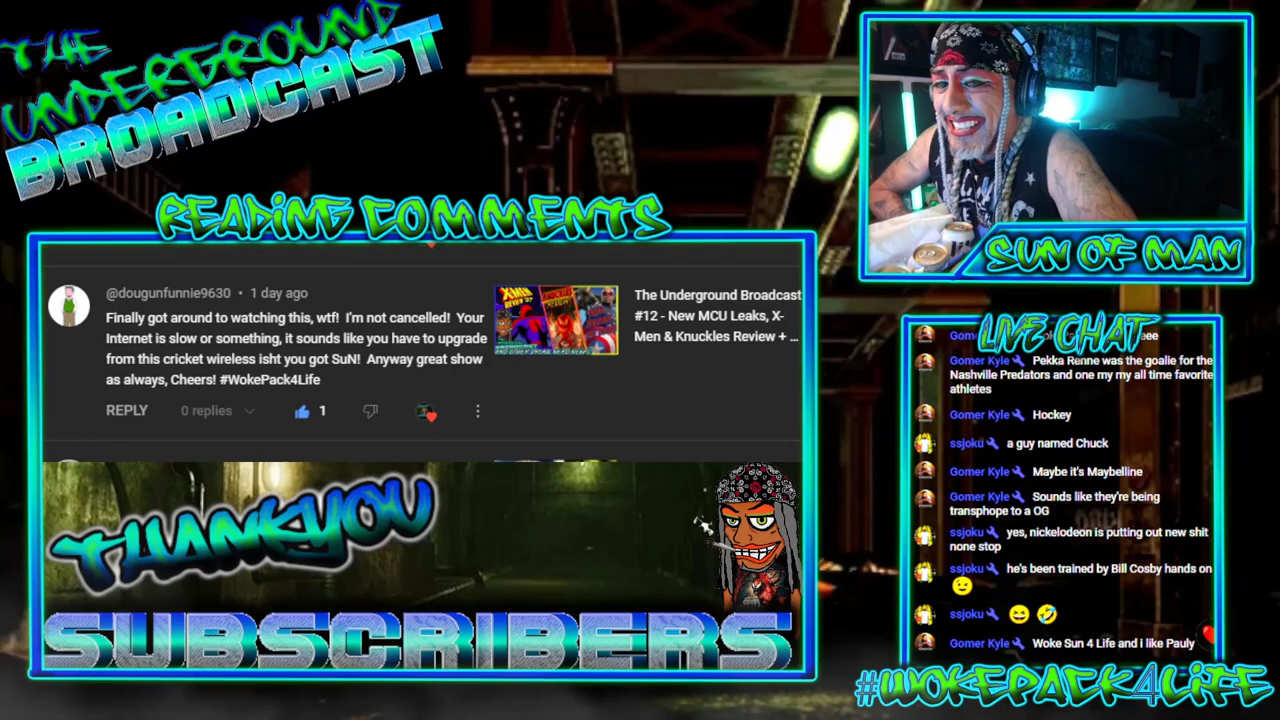 THE
UNDERGROUND
BROADCAST
READING COMMENTS
@dougunfunnie9630 • 1 day ago
Finally got around to watching this, wtf! I'm not cancelled! Your
Internet is slow or something, it sounds like you have to upgrade
from this cricket wireless isht you got SuN! Anyway great show
as always, Cheers! #WokePack4Life
REPLY 0 replies 1
X-MEN
The Underground Broadcast
#12 - New MCU Leaks, X-
Men & Knuckles Review + ...
THANKYOU
SUBSCRIBERS
SUN OF MAN
LIVE CHAT
Gom eee
Gomer Kyle Pekka Renne was the goalie for the
Nashville Predators and one my my all time favorite
athletes
Gomer Kyle Hockey
ssjoku a guy named Chuck
Gomer Kyle Maybe it's Maybelline
Gomer Kyle Sounds like they're being
transphope to a OG
ssjoku yes, nickelodeon is putting out new shit
none stop
ssjoku he's been trained by Bill Cosby hands on
😉
ssjoku 😆 🤣
Gomer Kyle Woke Sun 4 Life and i like Pauly
#WOKEPACK4LIFE